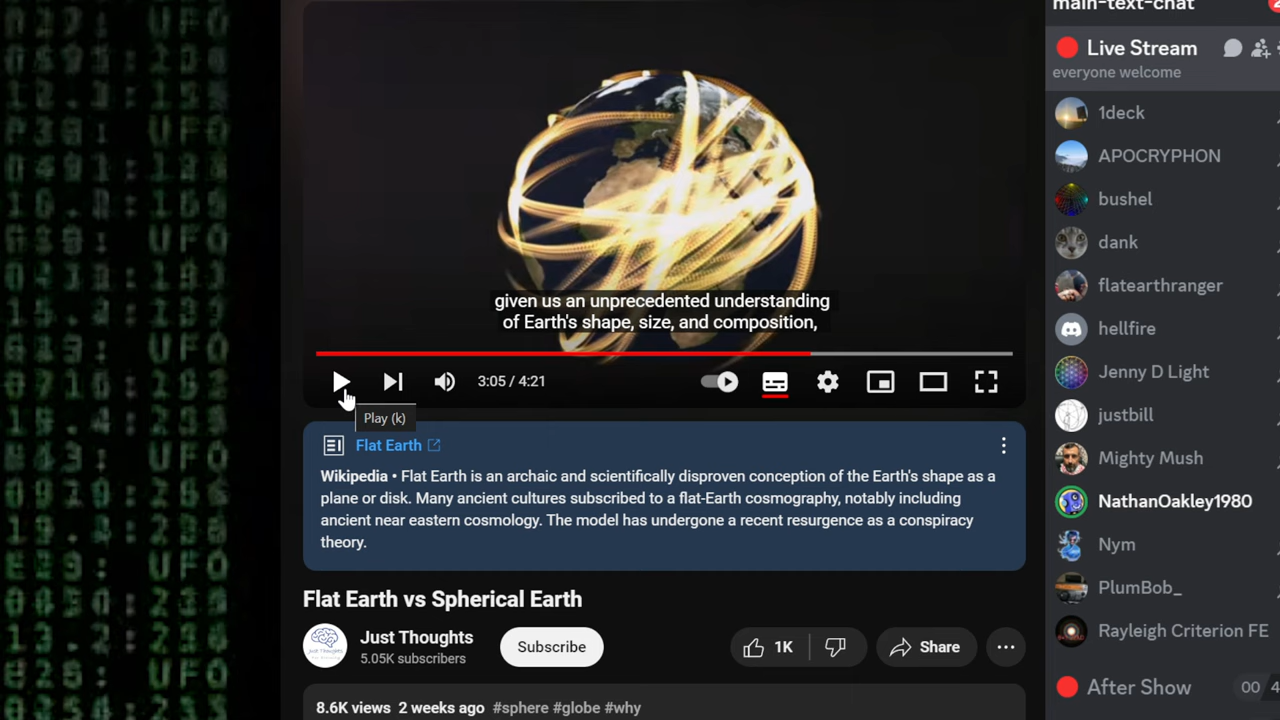 main-text-chat
Live Stream
everyone welcome
1deck
APOCRYPHON
bushel
dank
flatearthranger
hellfire
Jenny D Light
justbill
Mighty Mush
NathanOakley1980
Nym
PlumBob_
Rayleigh Criterion FE
After Show
00
given us an unprecedented understanding
of Earth's shape, size, and composition,
3:05 / 4:21
Play (k)
Flat Earth
Wikipedia • Flat Earth is an archaic and scientifically disproven conception of the Earth's shape as a
plane or disk. Many ancient cultures subscribed to a flat-Earth cosmography, notably including
ancient near eastern cosmology. The model has undergone a recent resurgence as a conspiracy
theory.
Flat Earth vs Spherical Earth
Just Thoughts
5.05K subscribers
Subscribe
1K
Share
8.6K views 2 weeks ago #sphere #globe #why